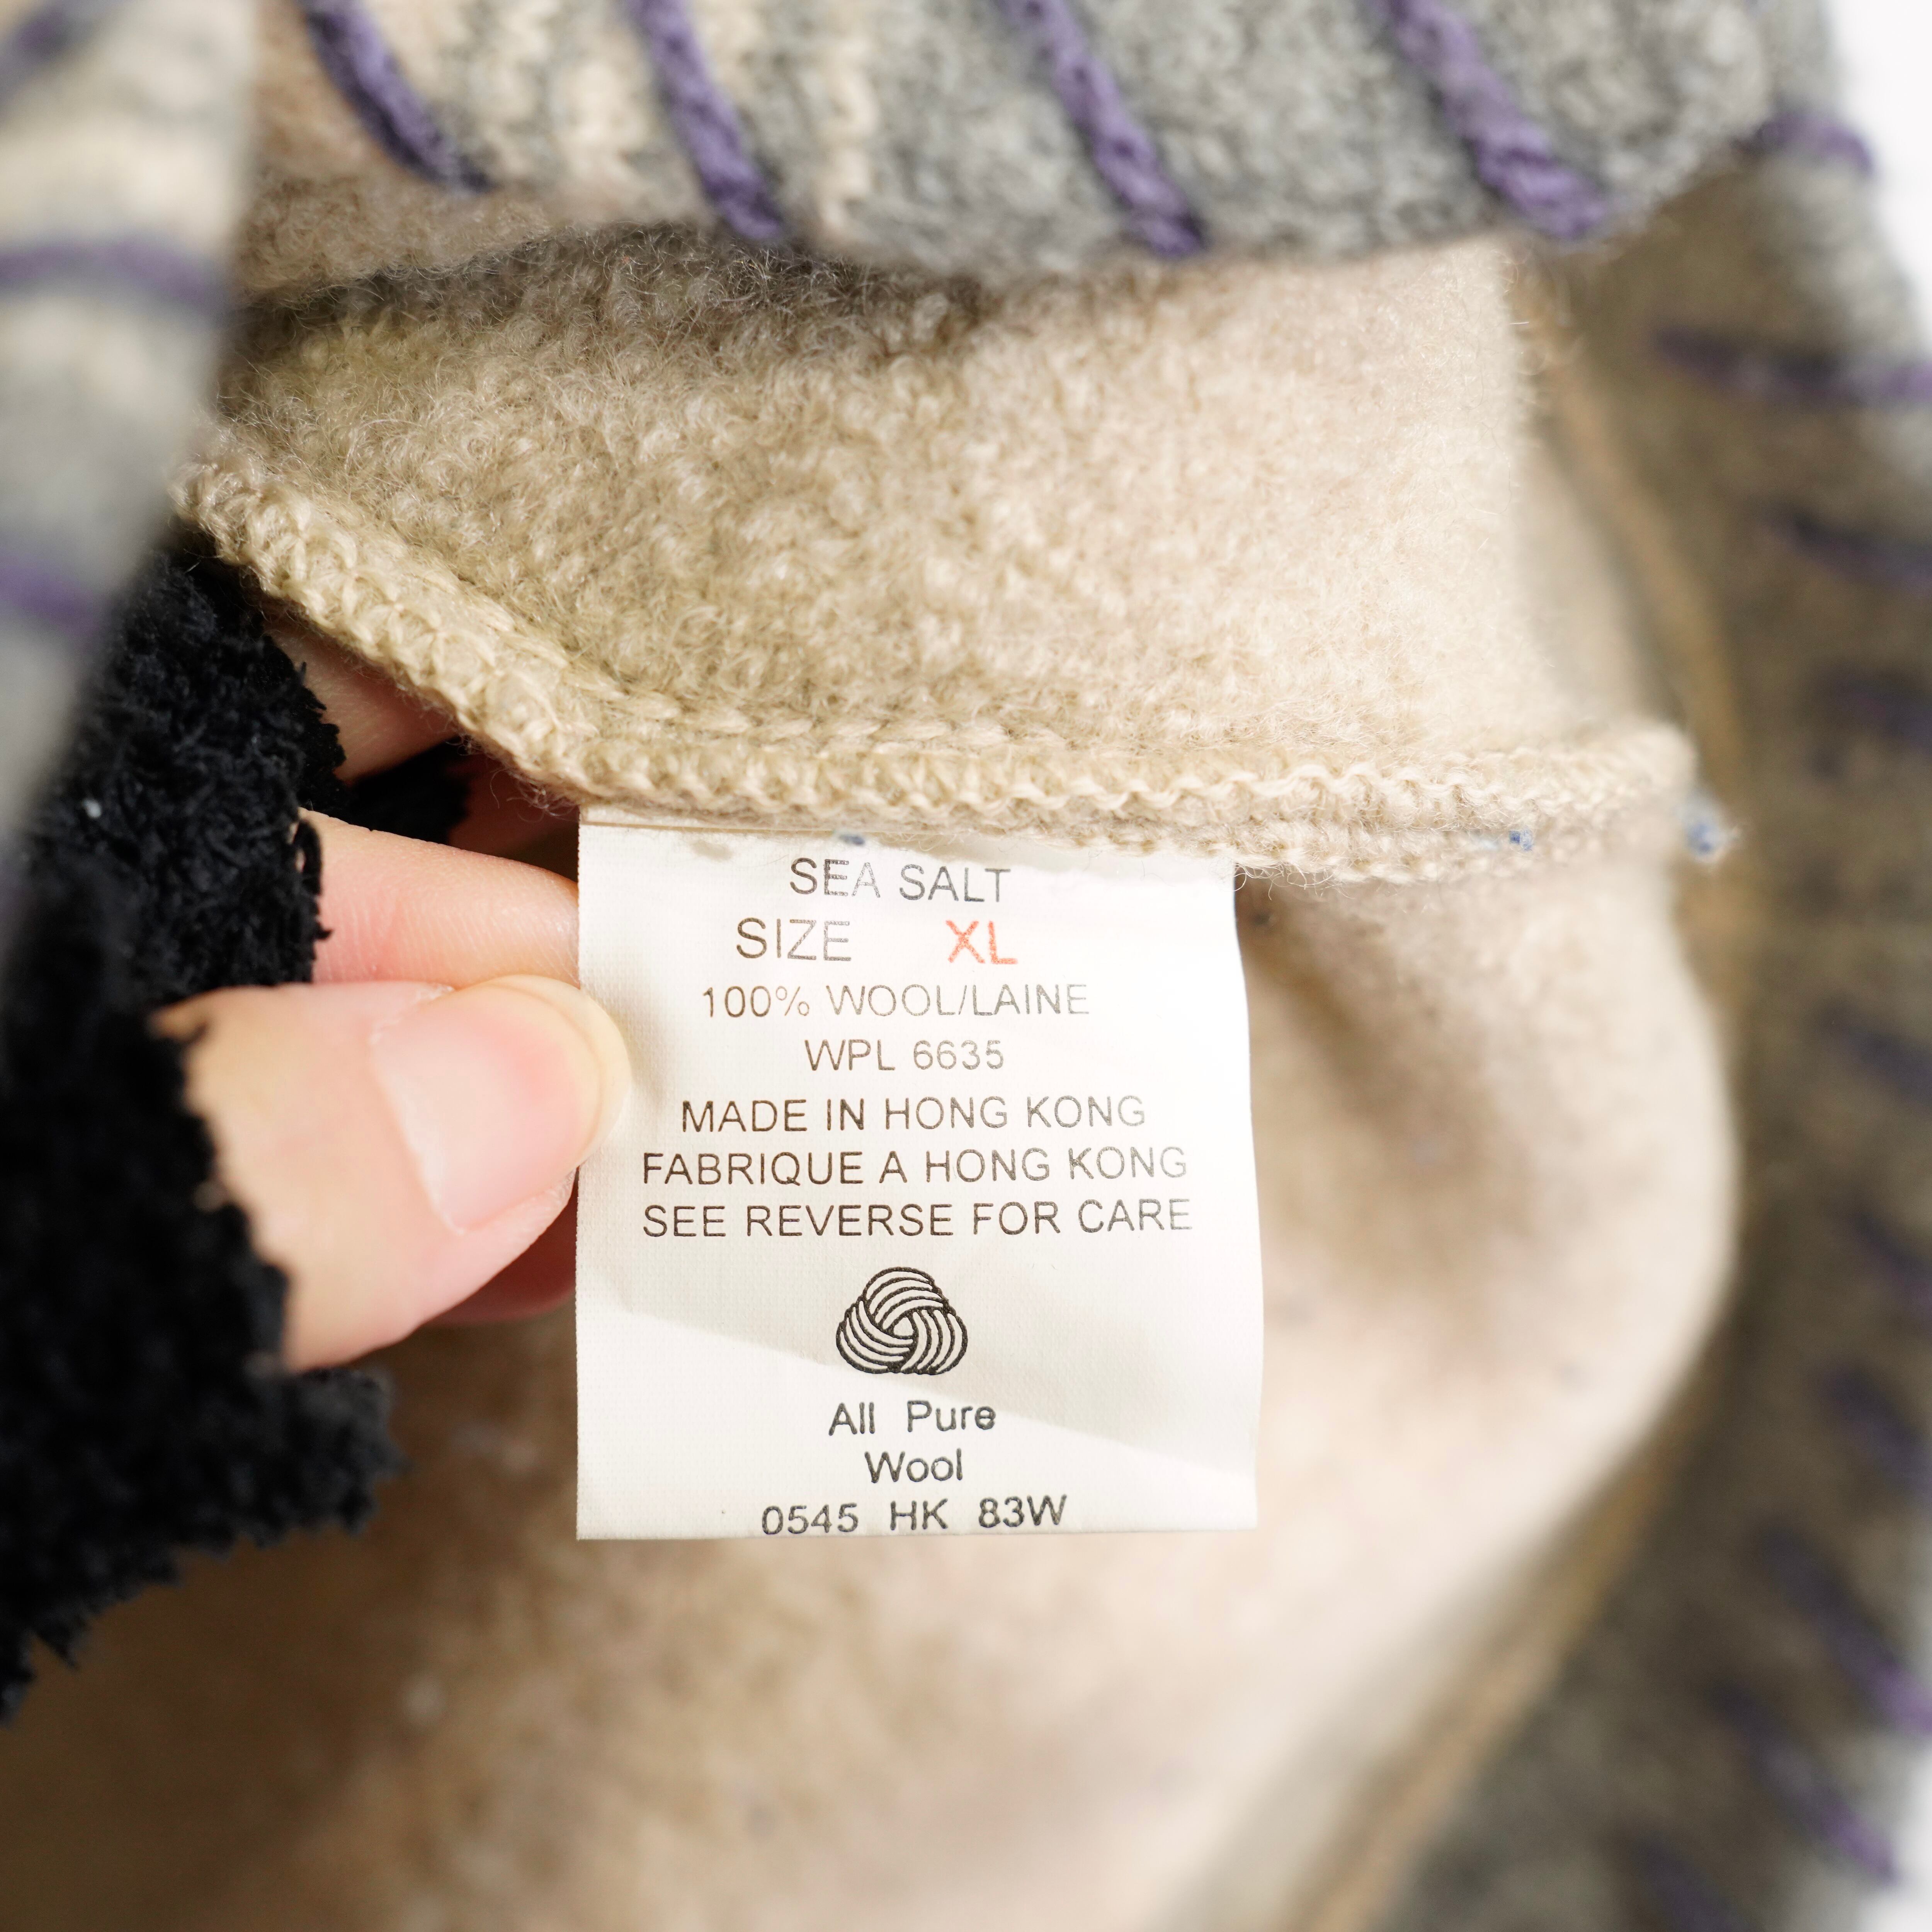 SEA SALT
SIZE XL
100% WOOL/LAINE
WPL 6635
MADE IN HONG KONG
FABRIQUE A HONG KONG
SEE REVERSE FOR CARE
All Pure
Wool
0545 HK 83W